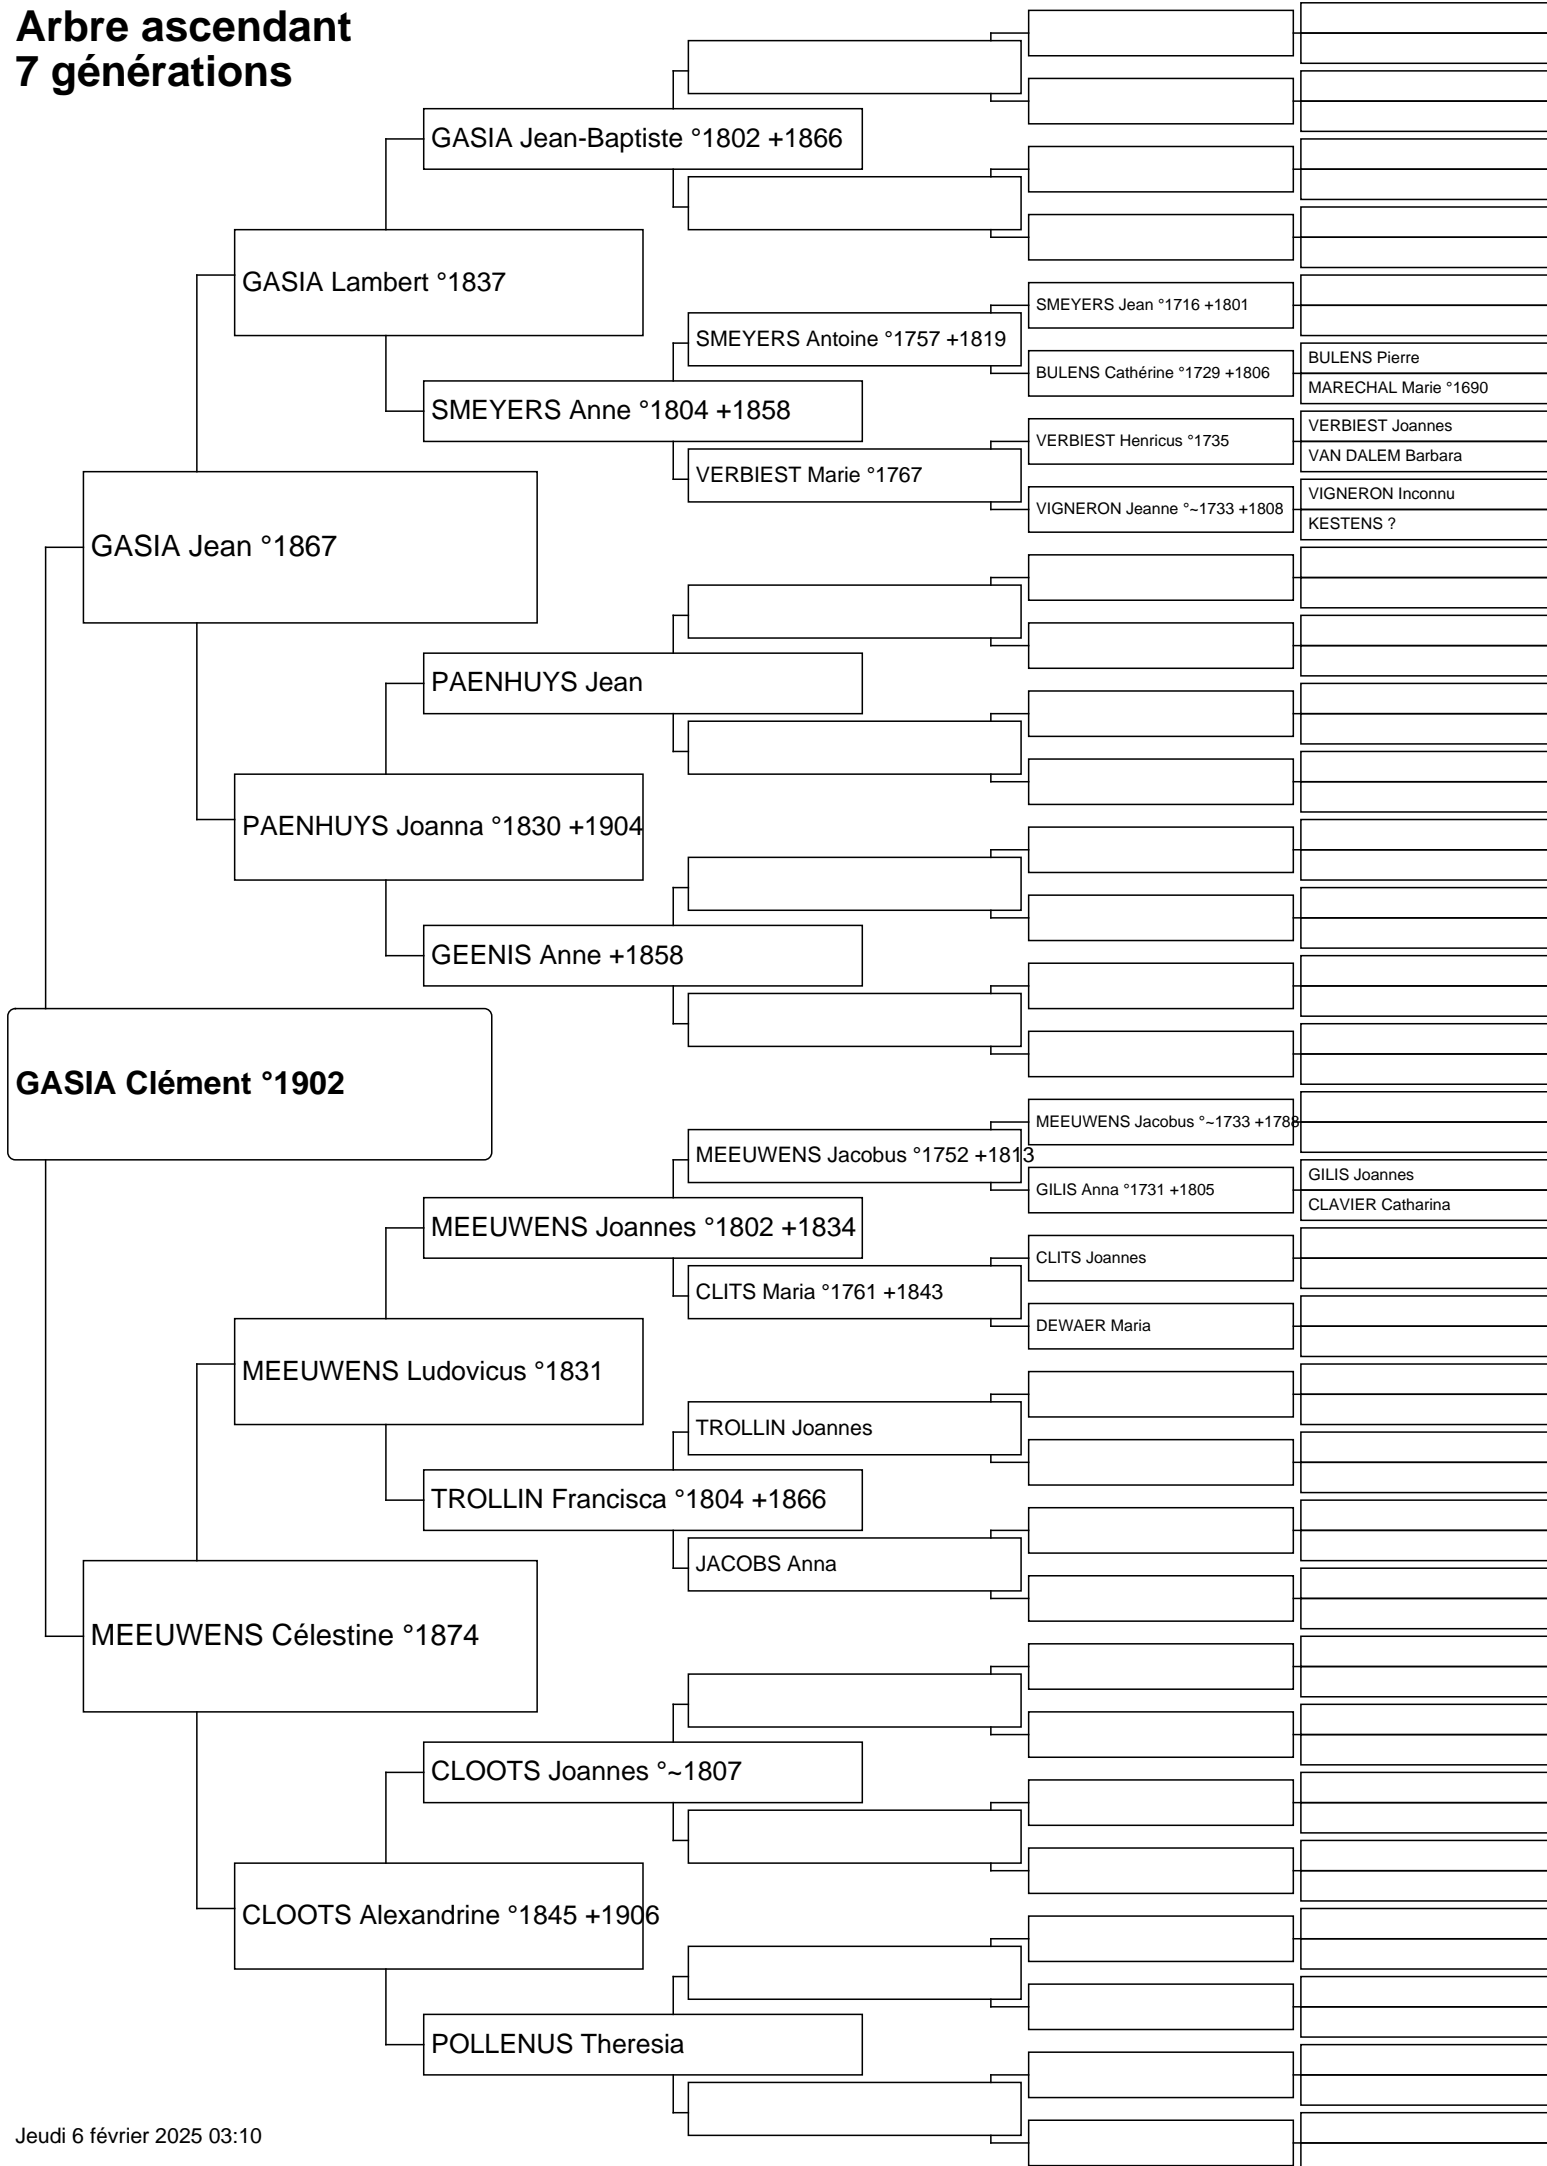 Arbre ascendant
7 générations
GASIA Jean-Baptiste °1802 +1866
GASIA Lambert °1837
SMEYERS Jean °1716 +1801
SMEYERS Antoine °1757 +1819
BULENS Pierre
BULENS Cathérine °1729 +1806
MARECHAL Marie °1690
SMEYERS Anne °1804 +1858
VERBIEST Joannes
VERBIEST Henricus °1735
VAN DALEM Barbara
VERBIEST Marie °1767
VIGNERON Inconnu
VIGNERON Jeanne °~1733 +1808
KESTENS ?
GASIA Jean °1867
PAENHUYS Jean
PAENHUYS Joanna °1830 +1904
GEENIS Anne +1858
GASIA Clément °1902
MEEUWENS Jacobus °~1733 +1788
MEEUWENS Jacobus °1752 +1813
GILIS Joannes
GILIS Anna °1731 +1805
CLAVIER Catharina
MEEUWENS Joannes °1802 +1834
CLITS Joannes
CLITS Maria °1761 +1843
DEWAER Maria
MEEUWENS Ludovicus °1831
TROLLIN Joannes
TROLLIN Francisca °1804 +1866
JACOBS Anna
MEEUWENS Célestine °1874
CLOOTS Joannes °~1807
CLOOTS Alexandrine °1845 +1906
POLLENUS Theresia
Jeudi 6 février 2025 03:10